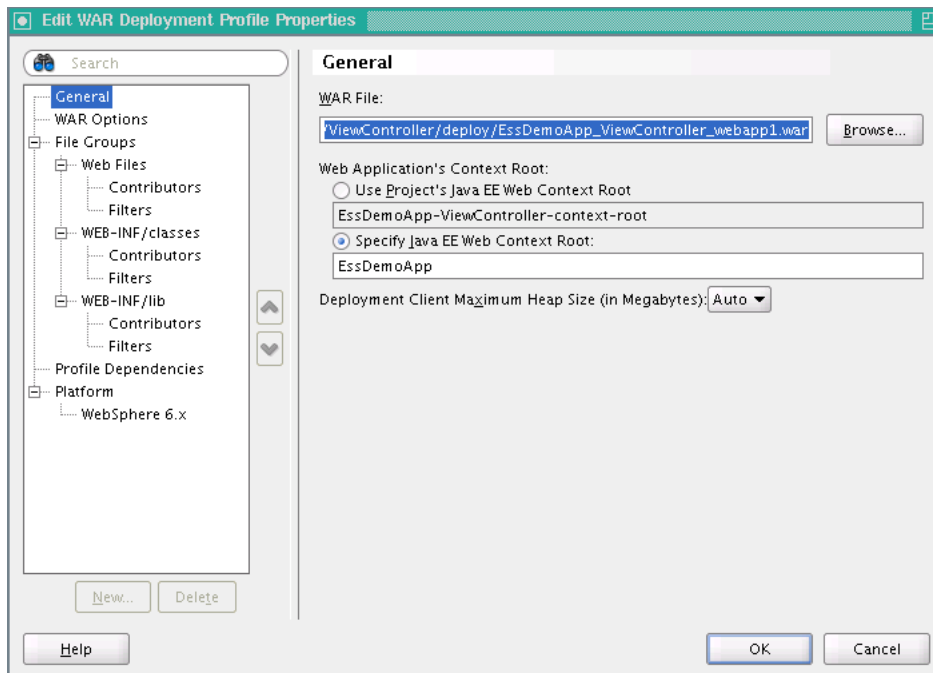 Edit WAR Deployment Profile Properties
Search
General
WAR Options
File Groups
Web Files
Contributors
Filters
WEB-INF/classes
Contributors
Filters
WEB-INF/lib
Contributors
Filters
Profile Dependencies
Platform
WebSphere 6.x
New...
Delete
General
WAR File:
/ViewController/deploy/EssDemoApp_ViewController_webapp1.war
Browse...
Web Application's Context Root:
Use Project's Java EE Web Context Root
EssDemoApp-ViewController-context-root
Specify Java EE Web Context Root:
EssDemoApp
Deployment Client Maximum Heap Size (in Megabytes): Auto
Help
OK
Cancel